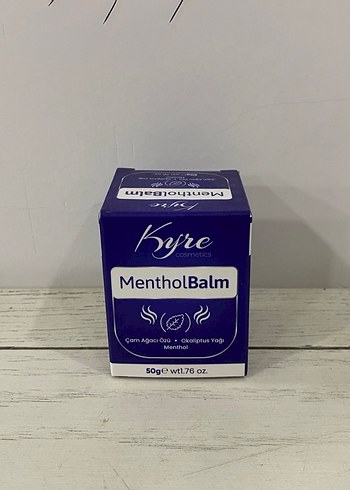 MentholBalm
Kyre
Kyre
cosmetics
MentholBalm
Çam Ağacı Özü • Okaliptus Yağı
Menthol
50g℮ wt1,76 oz.